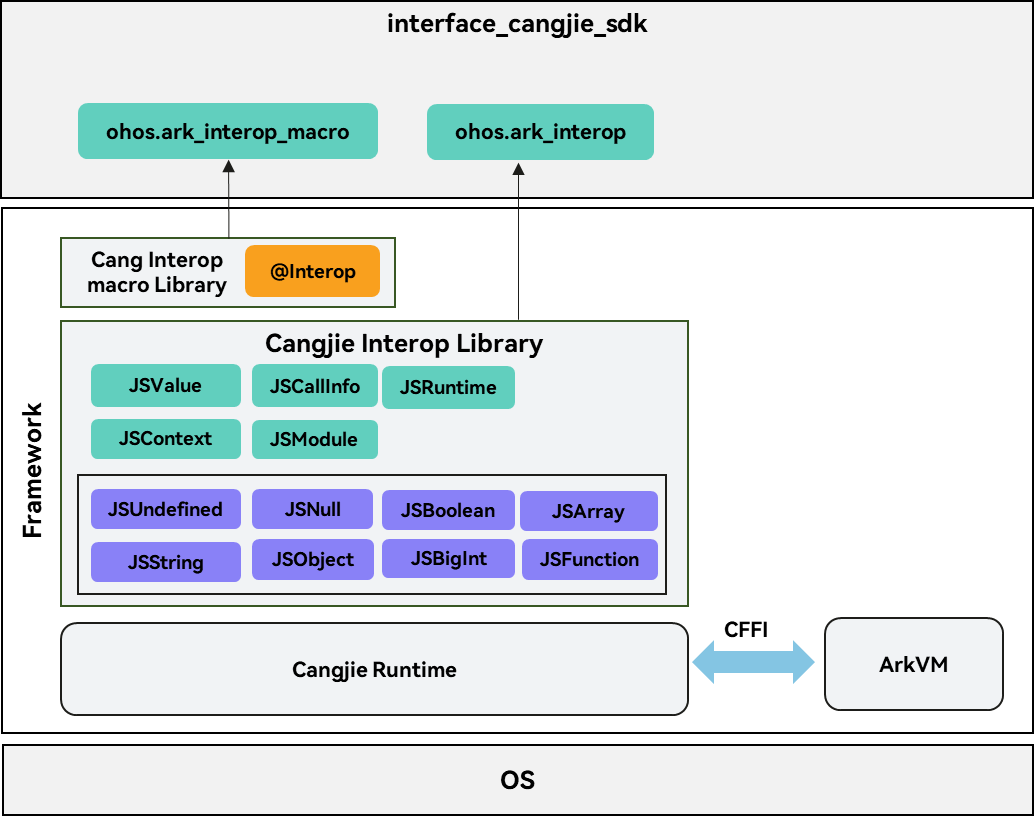 interface_cangjie_sdk
ohos.ark_interop_macro
ohos.ark_interop
Cang Interop
macro Library
@Interop
Framework
Cangjie Interop Library
JSValue
JSCallInfo
JSRuntime
JSContext
JSModule
JSUndefined
JSNull
JSBoolean
JSArray
JSString
JSObject
JSBigInt
JSFunction
Cangjie Runtime
CFFI
ArkVM
OS